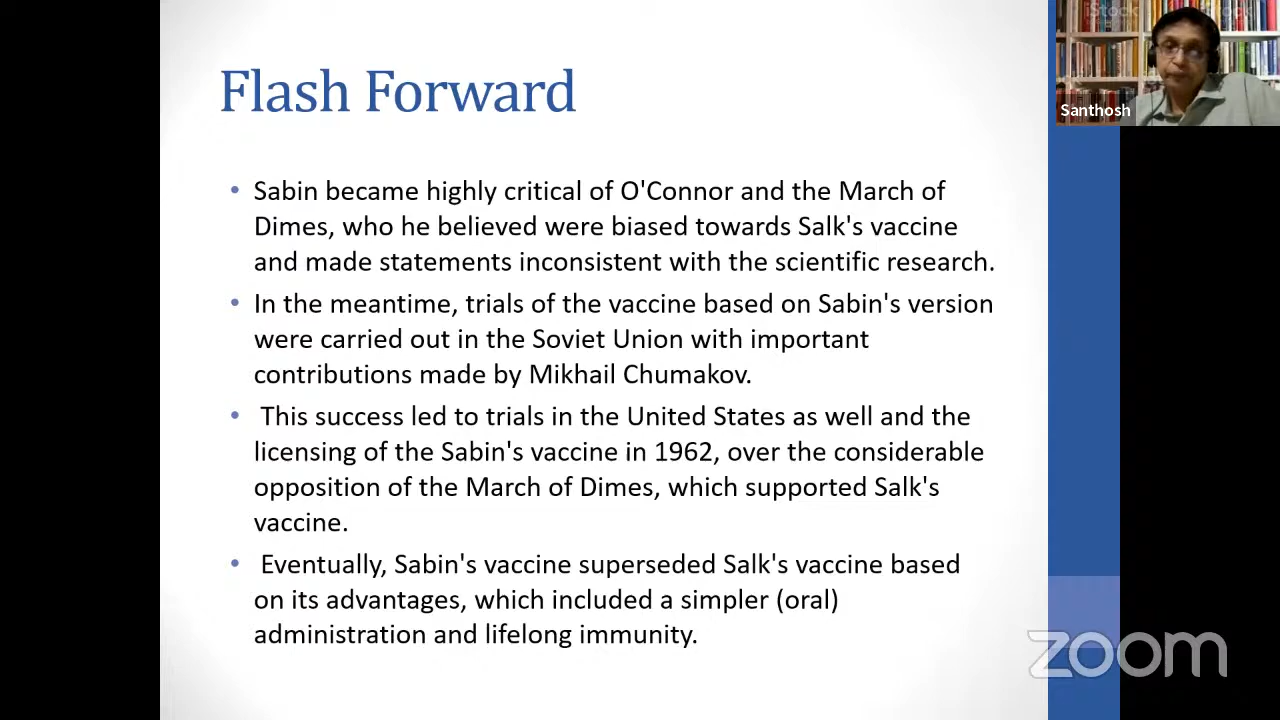 Flash Forward
• Sabin became highly critical of O'Connor and the March of
Dimes, who he believed were biased towards Salk's vaccine
and made statements inconsistent with the scientific research.
• In the meantime, trials of the vaccine based on Sabin's version
were carried out in the Soviet Union with important
contributions made by Mikhail Chumakov.
• This success led to trials in the United States as well and the
licensing of the Sabin's vaccine in 1962, over the considerable
opposition of the March of Dimes, which supported Salk's
vaccine.
• Eventually, Sabin's vaccine superseded Salk's vaccine based
on its advantages, which included a simpler (oral)
administration and lifelong immunity.
iStock
Santhosh
zoom